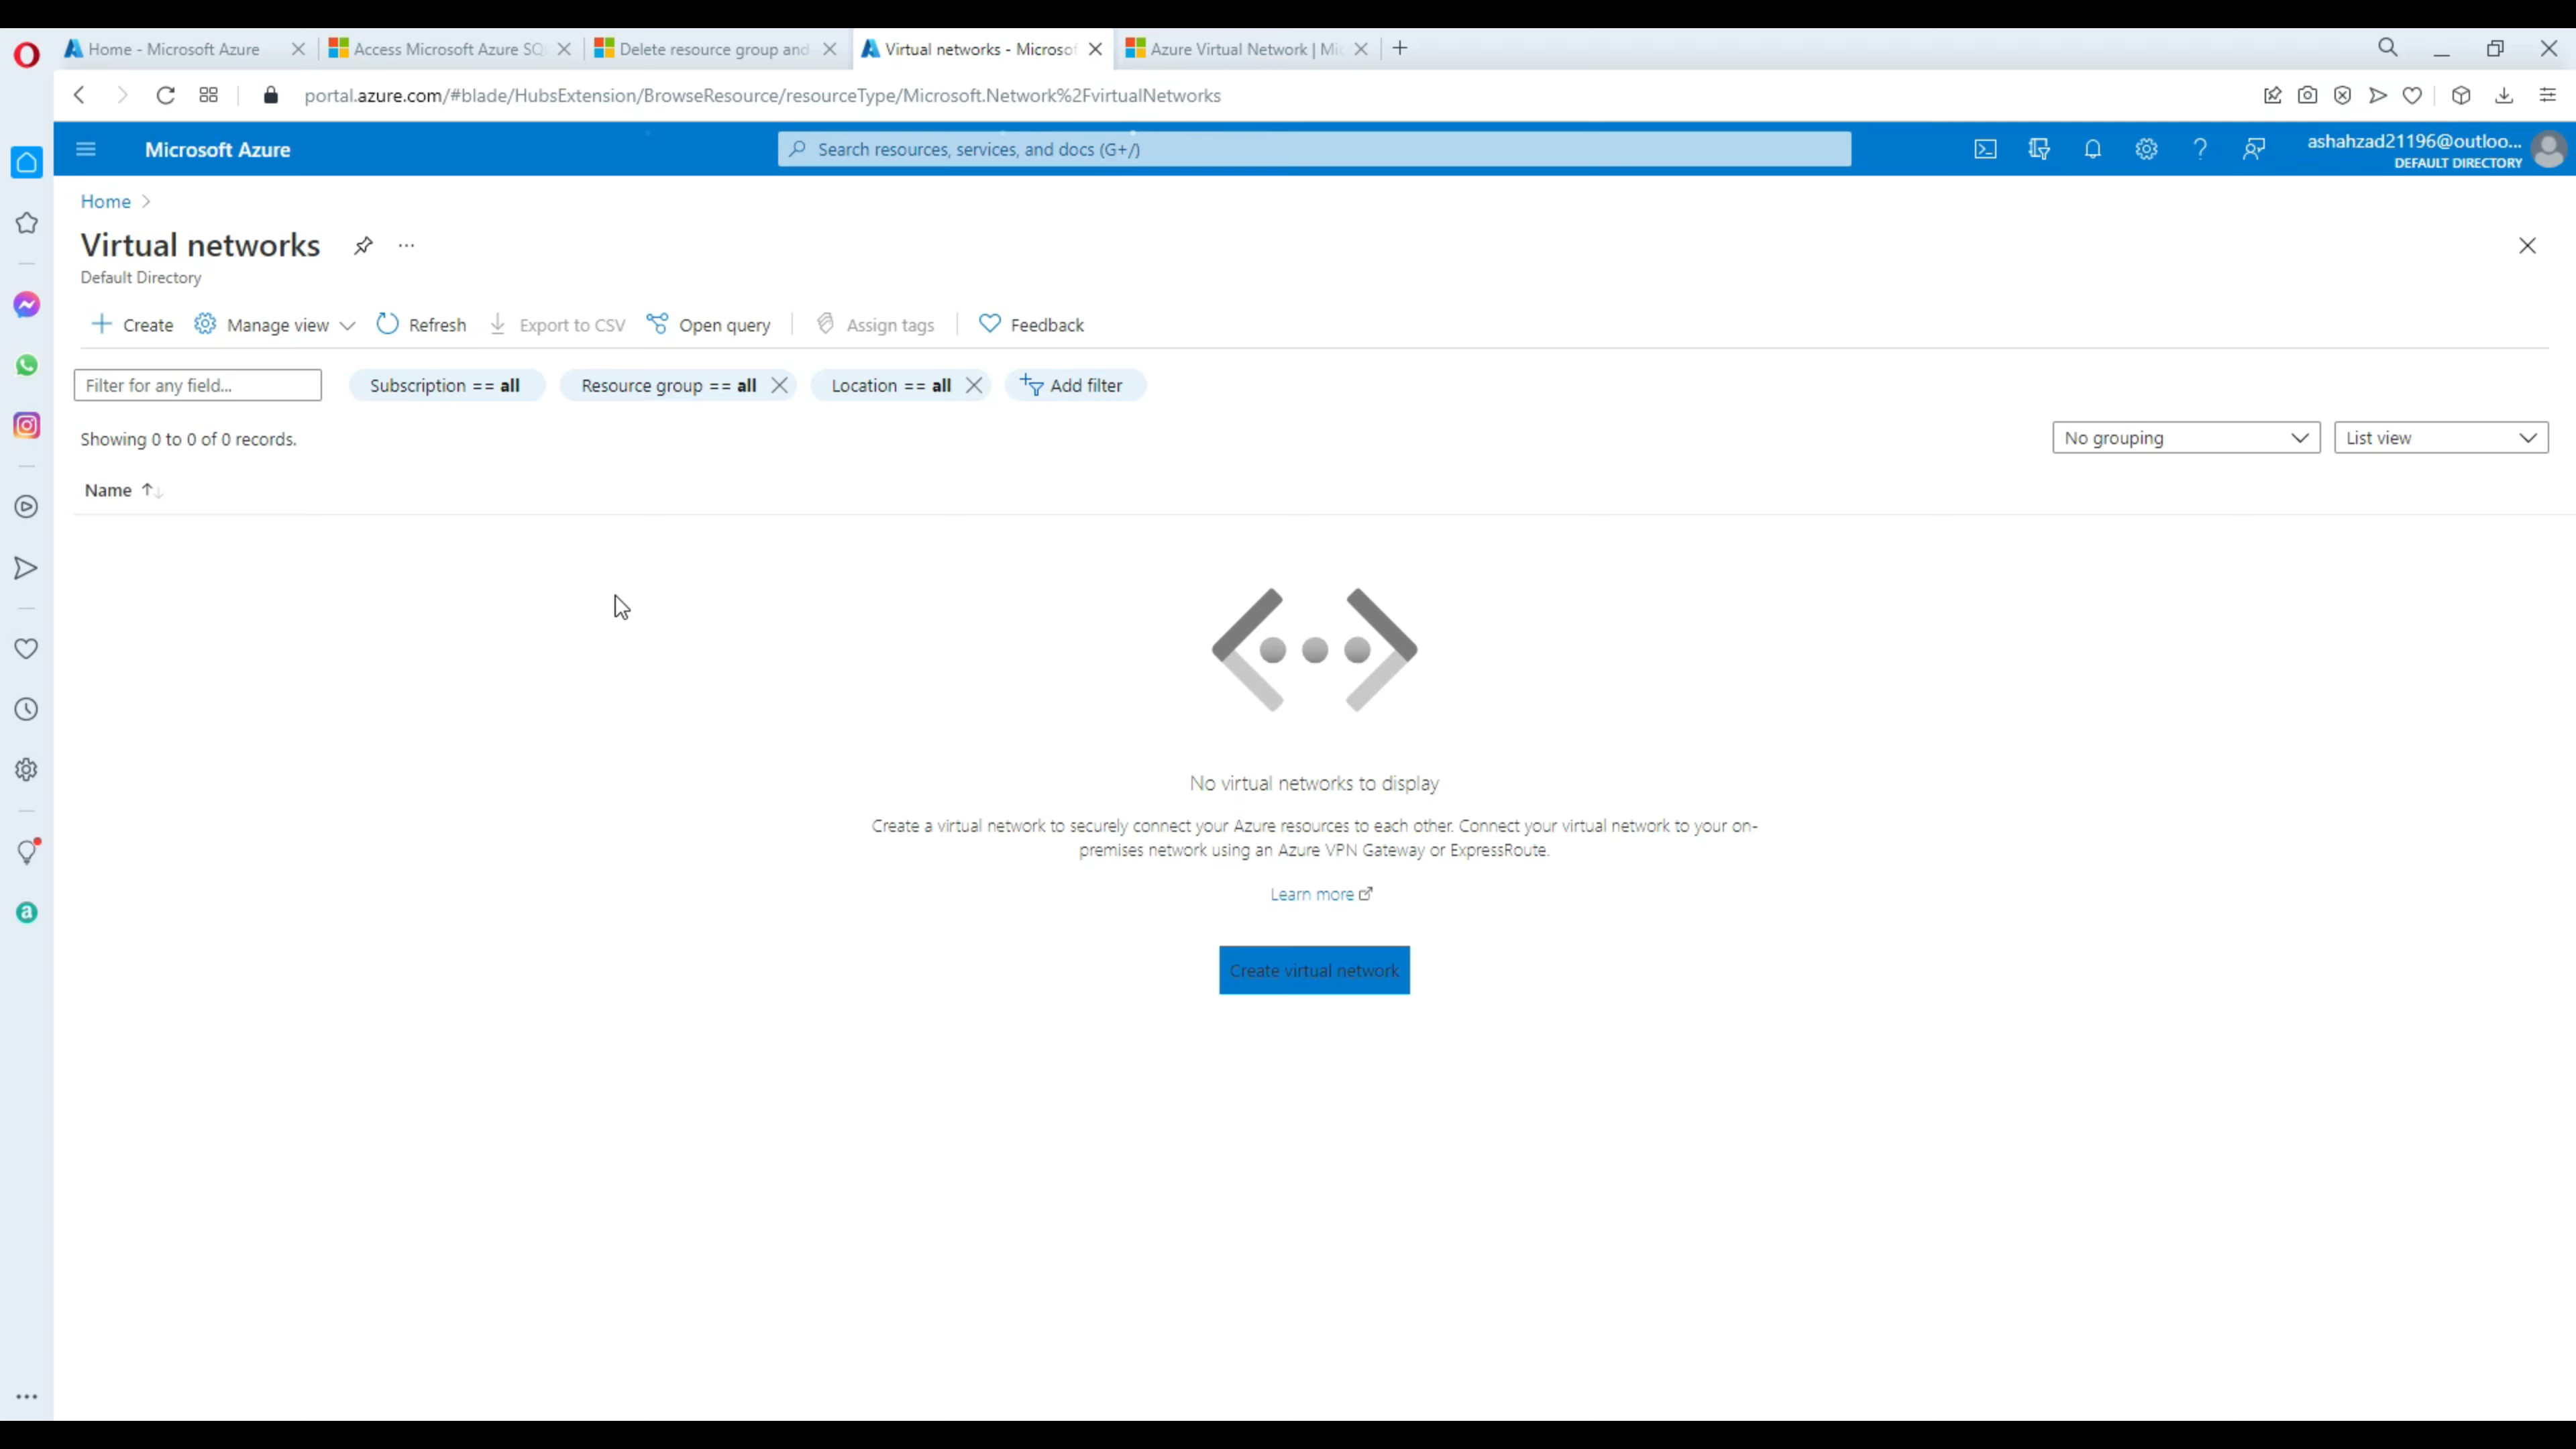 Home - Microsoft Azure
Access Microsoft Azure SQ
Delete resource group and
Virtual networks - Microsof
Azure Virtual Network | Mi
portal.azure.com/#blade/HubsExtension/BrowseResource/resourceType/Microsoft.Network%2FvirtualNetworks
Microsoft Azure
Search resources, services, and docs (G+/)
ashahzad21196@outloo...
DEFAULT DIRECTORY
Home
Virtual networks
Default Directory
Create
Manage view
Refresh
Export to CSV
Open query
Assign tags
Feedback
Filter for any field...
Subscription == all
Resource group == all
Location == all
Add filter
Showing 0 to 0 of 0 records.
No grouping
List view
Name
No virtual networks to display
Create a virtual network to securely connect your Azure resources to each other. Connect your virtual network to your on-
premises network using an Azure VPN Gateway or ExpressRoute.
Learn more
Create virtual network